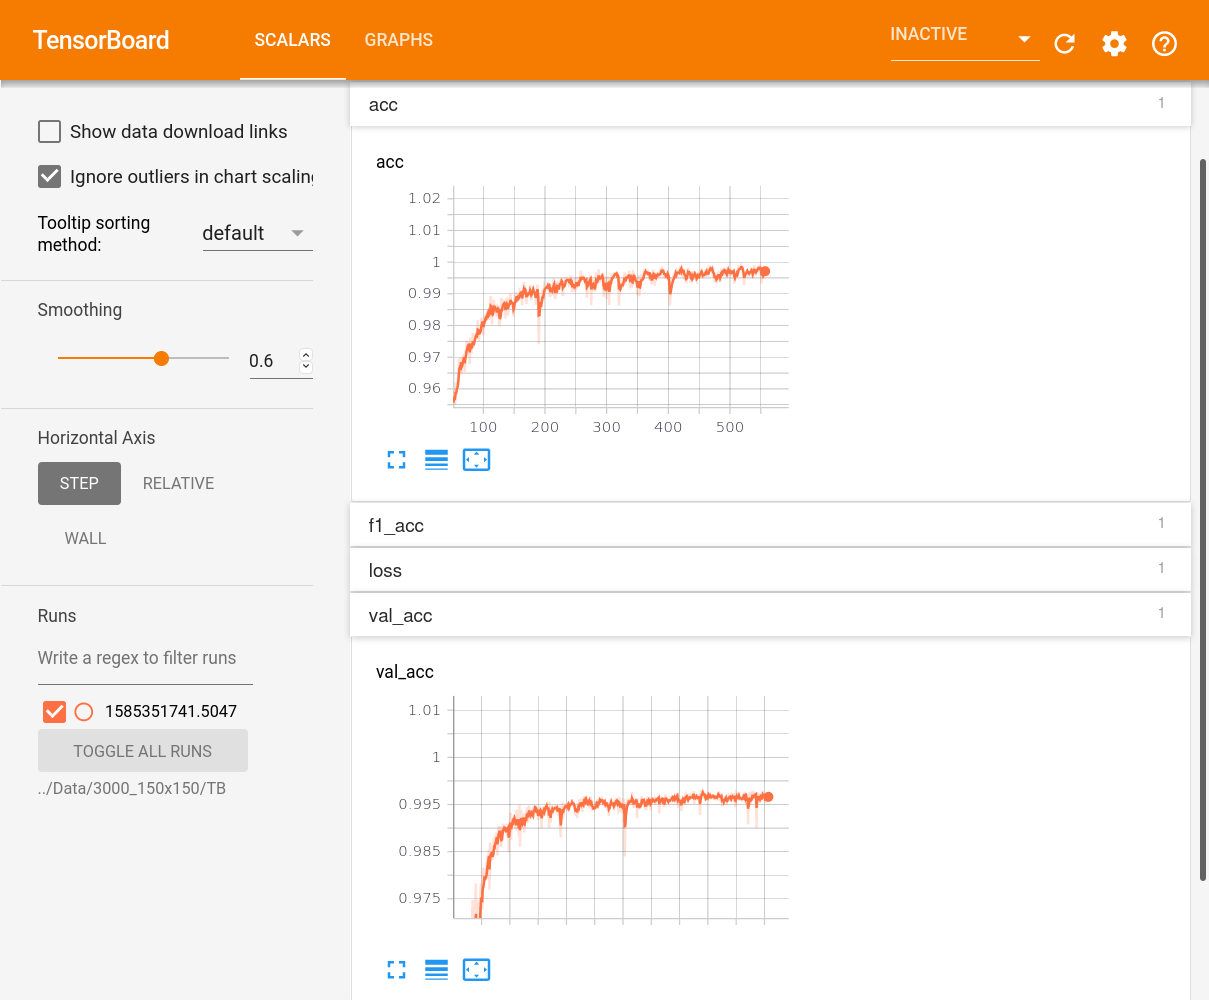 TensorBoard
SCALARS
GRAPHS
INACTIVE
Show data download links
Ignore outliers in chart scaling
Tooltip sorting
method:
default
Smoothing
0.6
Horizontal Axis
STEP
RELATIVE
WALL
Runs
Write a regex to filter runs
1585351741.5047
TOGGLE ALL RUNS
../Data/3000_150x150/TB
acc
1
acc
1.02
1.01
1
0.99
0.98
0.97
0.96
100 200 300 400 500
f1_acc
1
loss
1
val_acc
1
val_acc
1.01
1
0.995
0.985
0.975